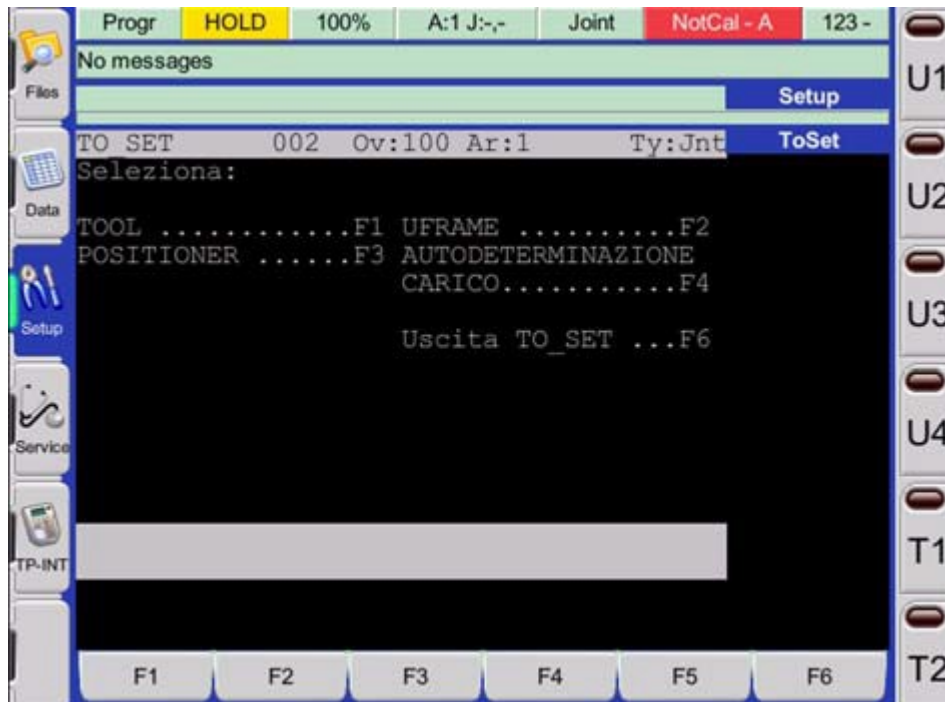 Progr HOLD 100% A:1 J:-,- Joint NotCal - A 123 -
No messages
Setup
TO_SET 002 Ov:100 Ar:1 Ty:Jnt
ToSet
Seleziona:
TOOL .............F1 UFRAME ...........F2
POSITIONER ......F3 AUTODETERMINAZIONE
CARICO............F4
Uscita TO_SET ...F6
Files
Data
Setup
Service
TP-INT
F1 F2 F3 F4 F5 F6
U1
U2
U3
U4
T1
T2